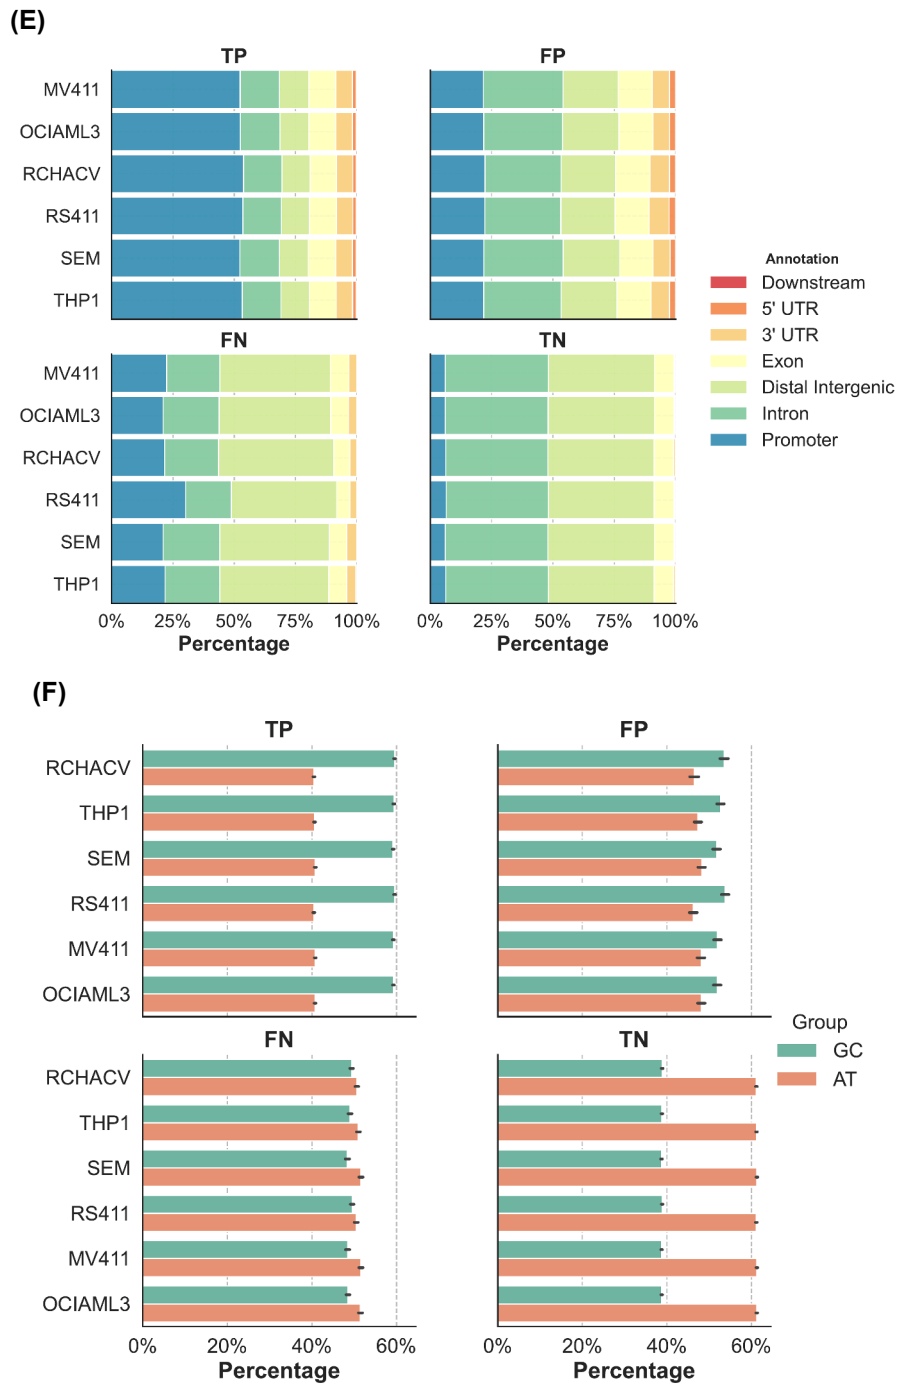 (E)
TP
FP
MV411
OCIAML3
RCHACV
RS411
SEM
THP1
Annotation
Downstream
5' UTR
3' UTR
Exon
Distal Intergenic
Intron
Promoter
FN
TN
MV411
OCIAML3
RCHACV
RS411
SEM
THP1
0% 25% 50% 75% 100%
0% 25% 50% 75% 100%
Percentage
Percentage
(F)
TP
FP
RCHACV
THP1
SEM
RS411
MV411
OCIAML3
Group
GC
AT
FN
TN
RCHACV
THP1
SEM
RS411
MV411
OCIAML3
0% 20% 40% 60%
0% 20% 40% 60%
Percentage
Percentage